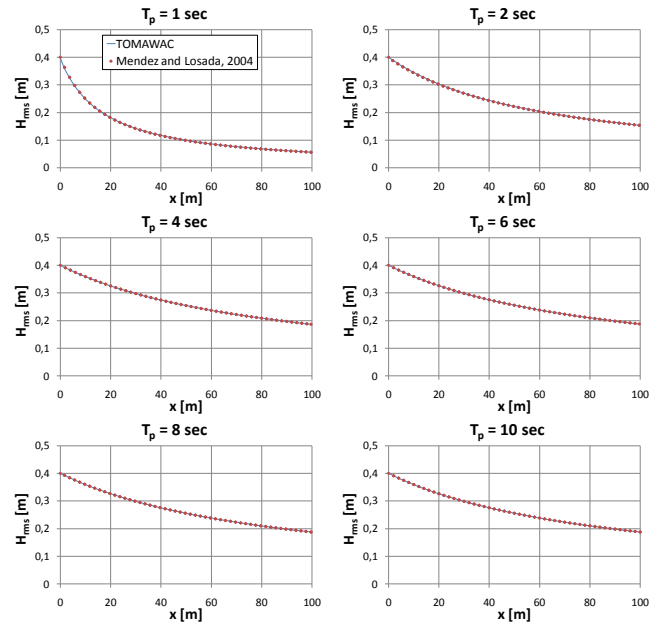 T_p = 1 sec
H_rms [m]
0,5
0,4
0,3
0,2
0,1
0
TOMAWAC
Mendez and Losada, 2004
0 20 40 60 80 100
x [m]
T_p = 2 sec
H_rms [m]
0,5
0,4
0,3
0,2
0,1
0
0 20 40 60 80 100
x [m]
T_p = 4 sec
H_rms [m]
0,5
0,4
0,3
0,2
0,1
0
0 20 40 60 80 100
x [m]
T_p = 6 sec
H_rms [m]
0,5
0,4
0,3
0,2
0,1
0
0 20 40 60 80 100
x [m]
T_p = 8 sec
H_rms [m]
0,5
0,4
0,3
0,2
0,1
0
0 20 40 60 80 100
x [m]
T_p = 10 sec
H_rms [m]
0,5
0,4
0,3
0,2
0,1
0
0 20 40 60 80 100
x [m]